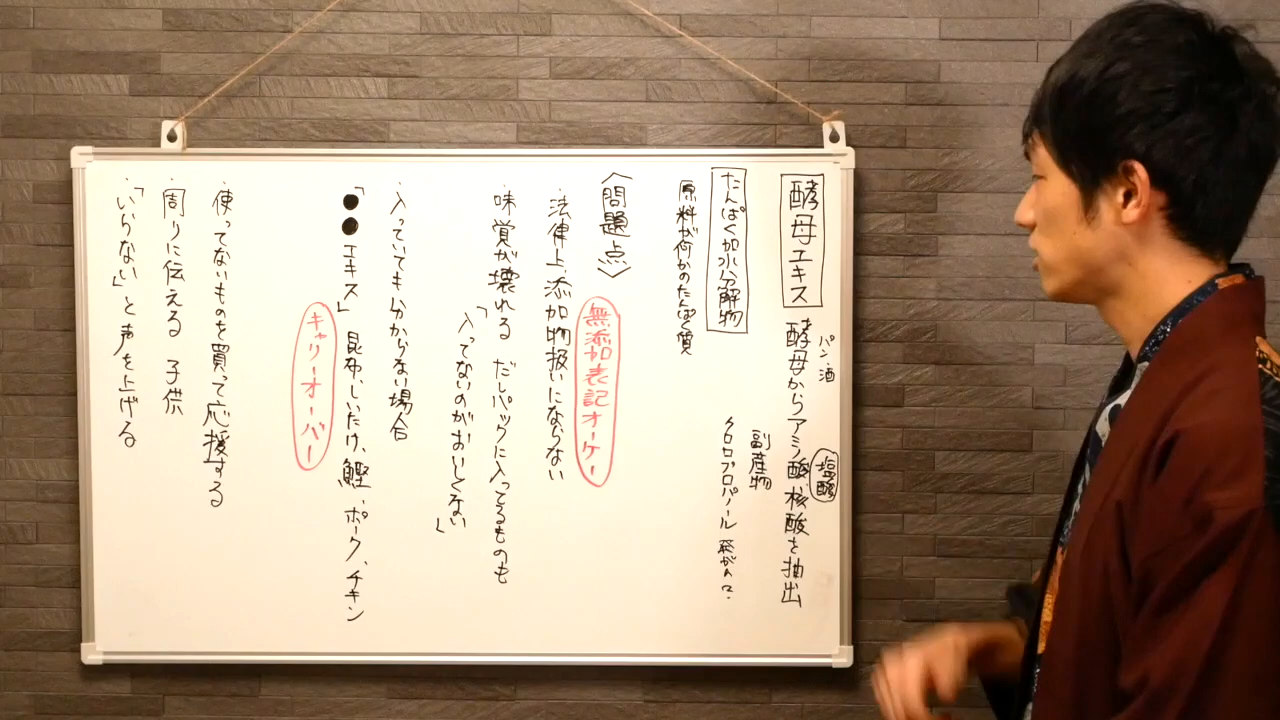 酵母エキス
パン・酒
酵母からアミノ酸、核酸を抽出
塩酸
たんぱく加水分解物
副産物
クロロプロパノール 発がん?
原料が何かのたんぱく質
〈問題点〉
無添加表記オーケー
・法律上、添加物扱いにならない
・味覚が壊れる だしパックに入ってるものも
「入ってないのがおいしくない」
・入っていても分からない場合
「●●エキス」 昆布、しいたけ、鰹、ポーク、チキン
キャリーオーバー
・使ってないものを買って応援する
・周りに伝える 子供
・「いらない」と声を上げる